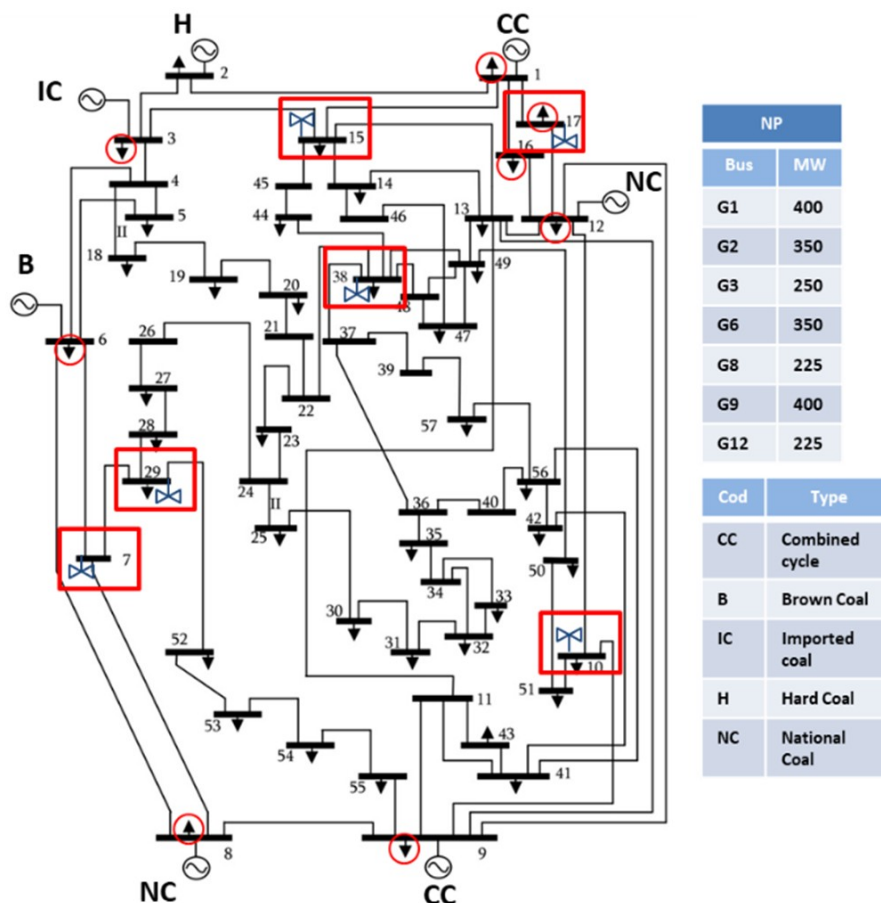 H
CC
IC
2
1
3
15
17
16
NC
4
45
14
5
44
46
13
12
II
18
B
19
38
49
20
48
6
26
21
37
47
39
27
22
57
28
23
29
24
56
II
36
40
25
42
35
7
50
34
33
30
31
32
10
52
51
11
53
43
54
41
55
8
9
NC
CC
NP
Bus MW
G1 400
G2 350
G3 250
G6 350
G8 225
G9 400
G12 225
Cod Type
CC Combined
cycle
B Brown Coal
IC Imported
coal
H Hard Coal
NC National
Coal